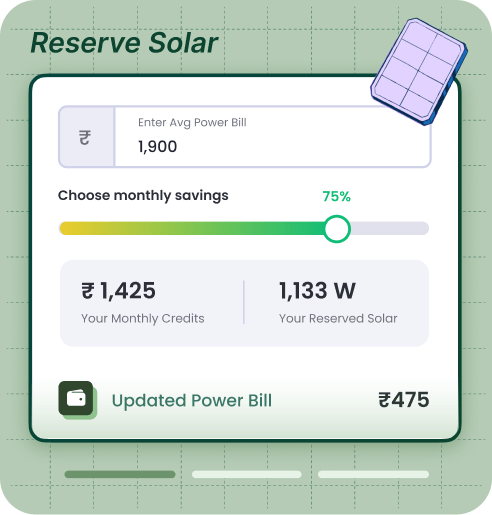 Reserve Solar
₹
Enter Avg Power Bill
1,900
Choose monthly savings 75%
₹ 1,425 1,133 W
Your Monthly Credits Your Reserved Solar
Updated Power Bill ₹475